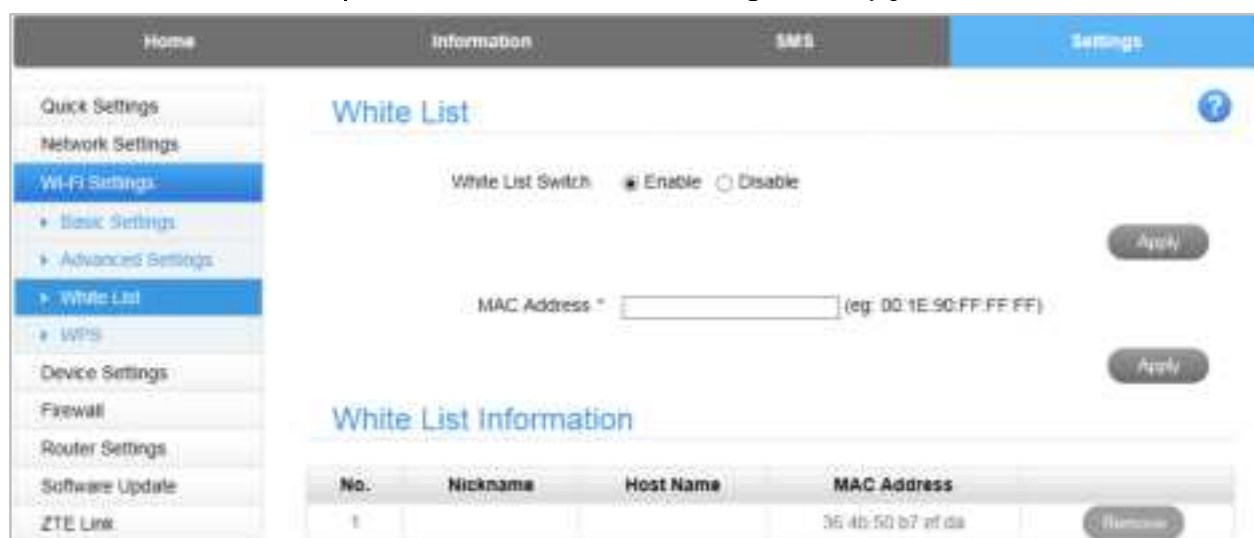 Home Information SMS Settings
Quick Settings
Network Settings
Wi-Fi Settings
Basic Settings
Advanced Settings
White List
WPS
Device Settings
Firewall
Router Settings
Software Update
ZTE Link
White List
White List Switch Enable Disable
Apply
MAC Address * (eg: 00:1E:90:FF:FF:FF)
Apply
White List Information
No. Nickname Host Name MAC Address
1 36:4b:50:b7:ef:da Remove